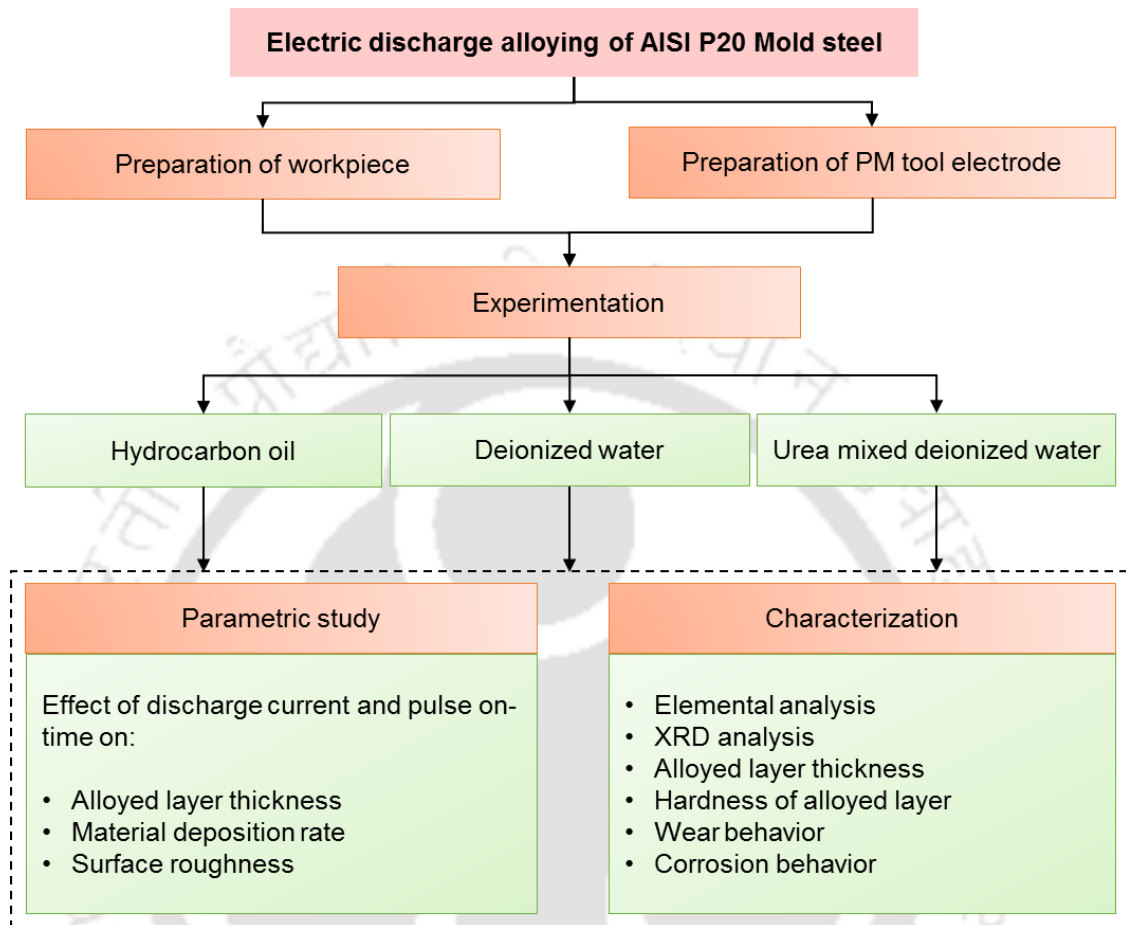 Electric discharge alloying of AISI P20 Mold steel
Preparation of workpiece
Preparation of PM tool electrode
Experimentation
Hydrocarbon oil
Deionized water
Urea mixed deionized water
Parametric study
Effect of discharge current and pulse on-
time on:
• Alloyed layer thickness
• Material deposition rate
• Surface roughness
Characterization
• Elemental analysis
• XRD analysis
• Alloyed layer thickness
• Hardness of alloyed layer
• Wear behavior
• Corrosion behavior